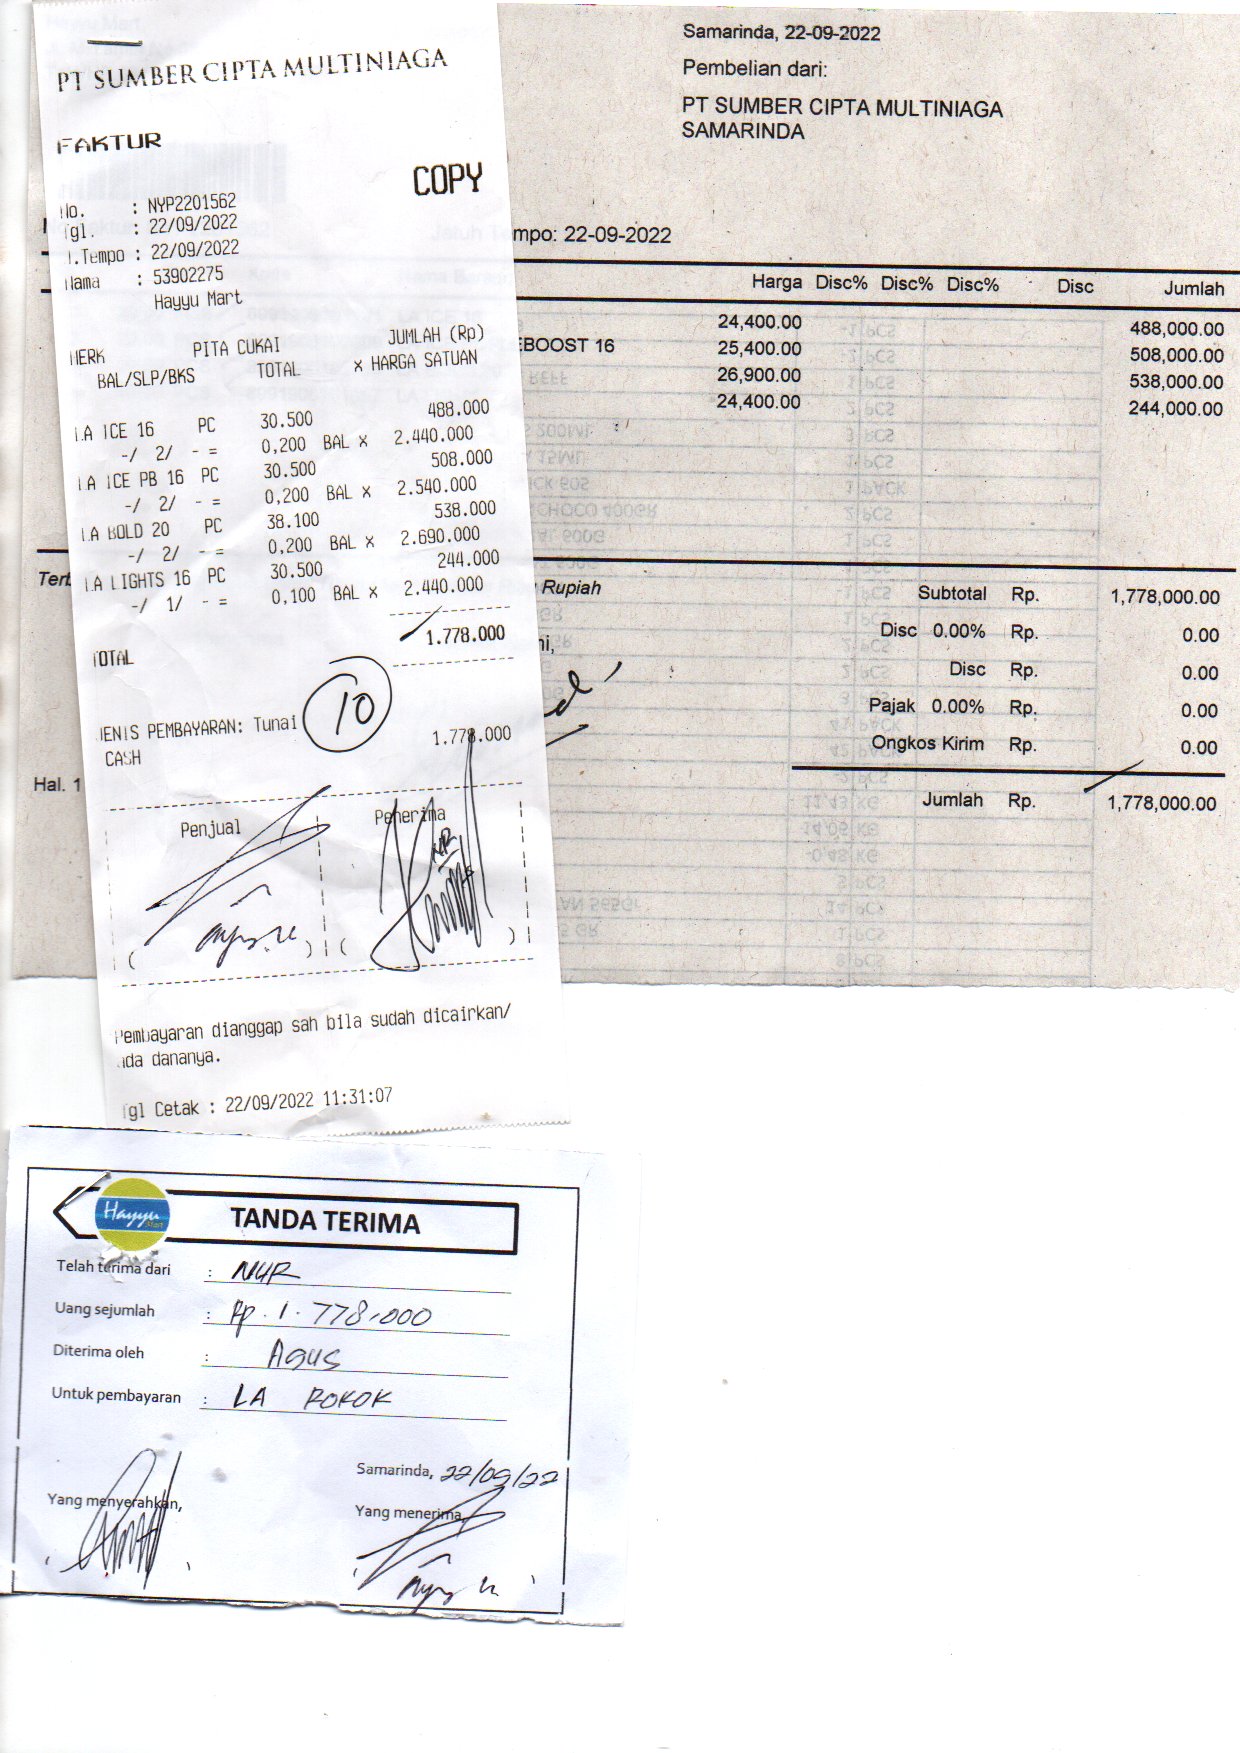 PT SUMBER CIPTA MULTINIAGA
FAKTUR
COPY
No. : NYP2201562
Tgl. : 22/09/2022
J.Tempo : 22/09/2022
Nama : 53902275
Hayyu Mart
MERK PITA CUKAI JUMLAH (Rp)
BAL/SLP/BKS TOTAL X HARGA SATUAN
LA ICE 16 PC 30.500 488.000
-/ 2/ - = 0,200 BAL X 2.440.000
LA ICE PB 16 PC 30.500 508.000
-/ 2/ - = 0,200 BAL X 2.540.000
LA BOLD 20 PC 38.100 538.000
-/ 2/ - = 0,200 BAL X 2.690.000
LA LIGHTS 16 PC 30.500 244.000
-/ 1/ - = 0,100 BAL X 2.440.000
TOTAL 1.778.000
10
JENIS PEMBAYARAN: Tunai
CASH 1.778.000
Penjual Penerima
NUR
( ) ( )
Pembayaran dianggap sah bila sudah dicairkan/
ada dananya.
Tgl Cetak : 22/09/2022 11:31:07
Samarinda, 22-09-2022
Pembelian dari:
PT SUMBER CIPTA MULTINIAGA
SAMARINDA
mpo: 22-09-2022
Harga Disc% Disc% Disc% Disc Jumlah
24,400.00 488,000.00
EBOOST 16 25,400.00 508,000.00
26,900.00 538,000.00
24,400.00 244,000.00
Terb Rupiah
Subtotal Rp. 1,778,000.00
Disc 0.00% Rp. 0.00
Disc Rp. 0.00
Pajak 0.00% Rp. 0.00
Ongkos Kirim Rp. 0.00
Hal. 1
Jumlah Rp. 1,778,000.00
Hayyu Mart
TANDA TERIMA
Telah terima dari : NUR
Uang sejumlah : Rp. 1.778.000
Diterima oleh : AGUS
Untuk pembayaran : LA ROKOK
Samarinda, 22/09/22
Yang menyerahkan, Yang menerima,